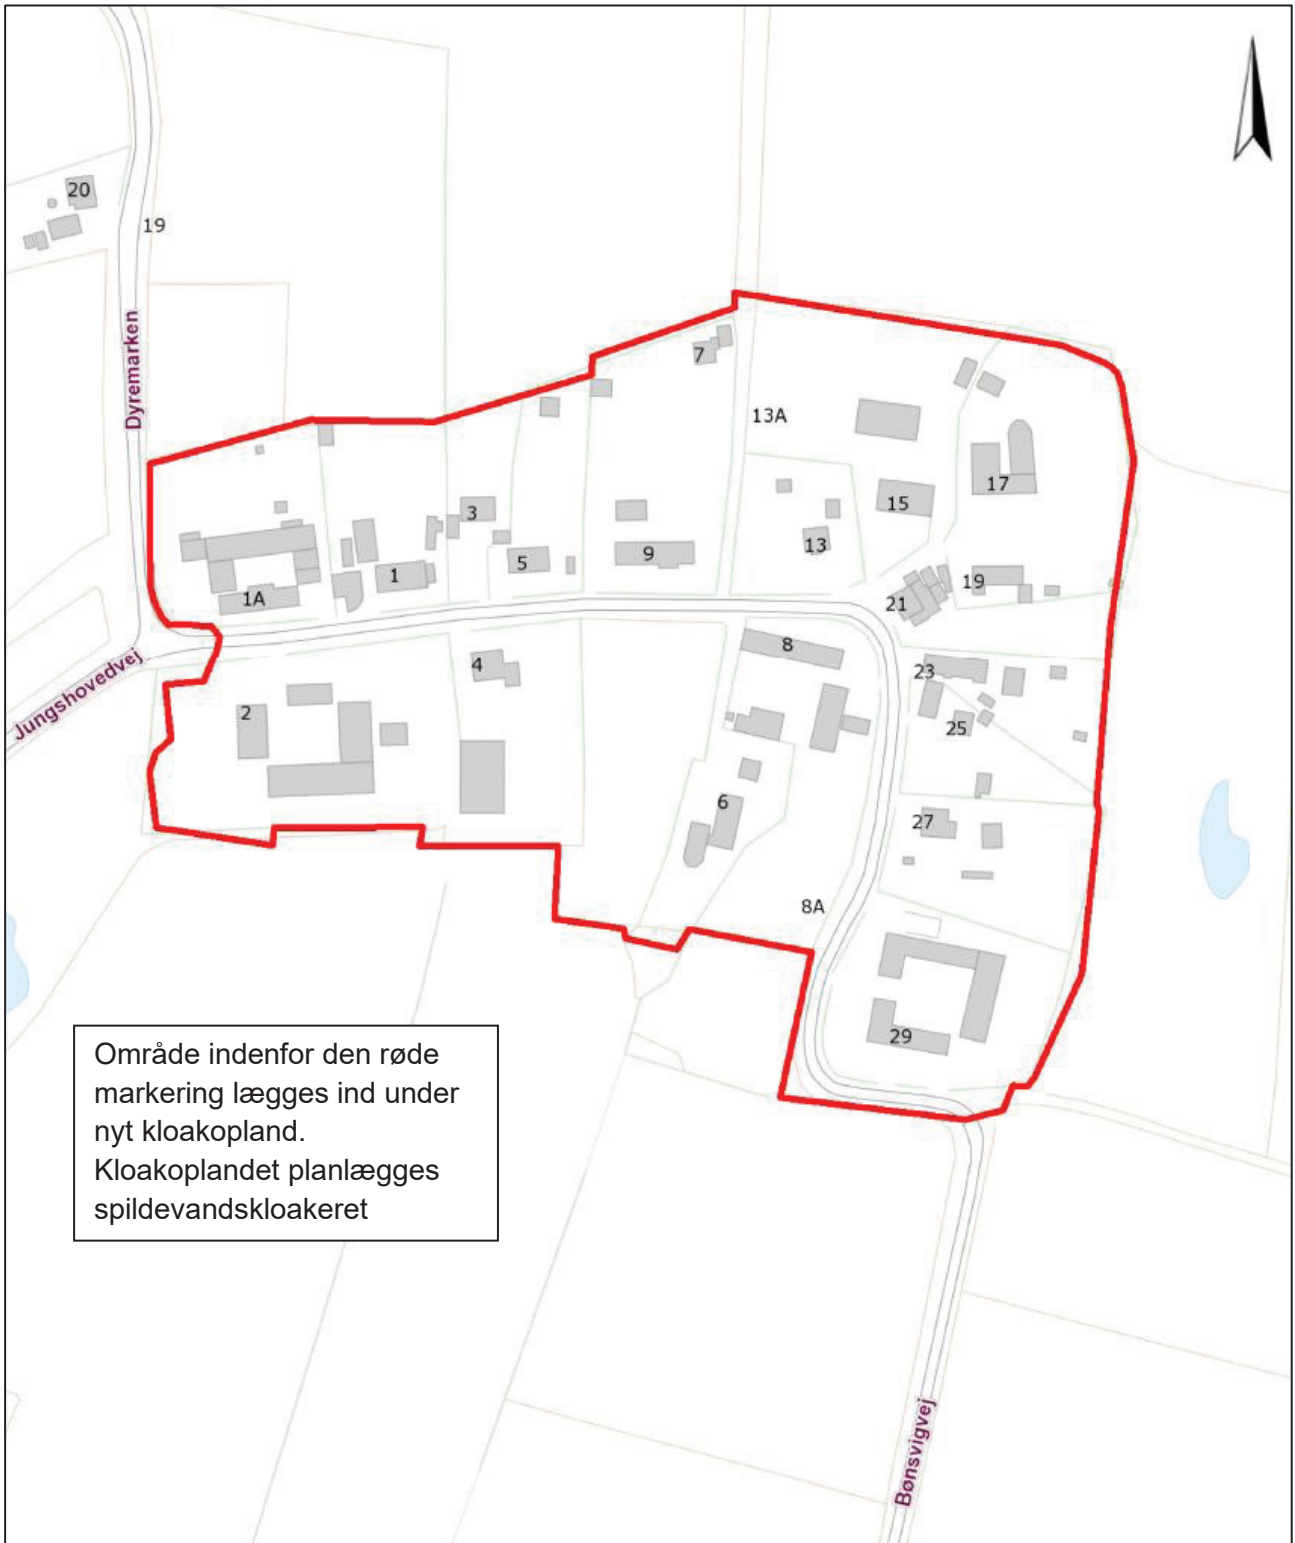 20
19
Dyremarken
7
13A
17
15
3
13
9
5
1
19
1A
21
8
Jungshovedvej
4
23
2
25
6
27
8A
29
Område indenfor den røde
markering lægges ind under
nyt kloakopland.
Kloakoplandet planlægges
spildevandskloakeret
Bønsvigvej